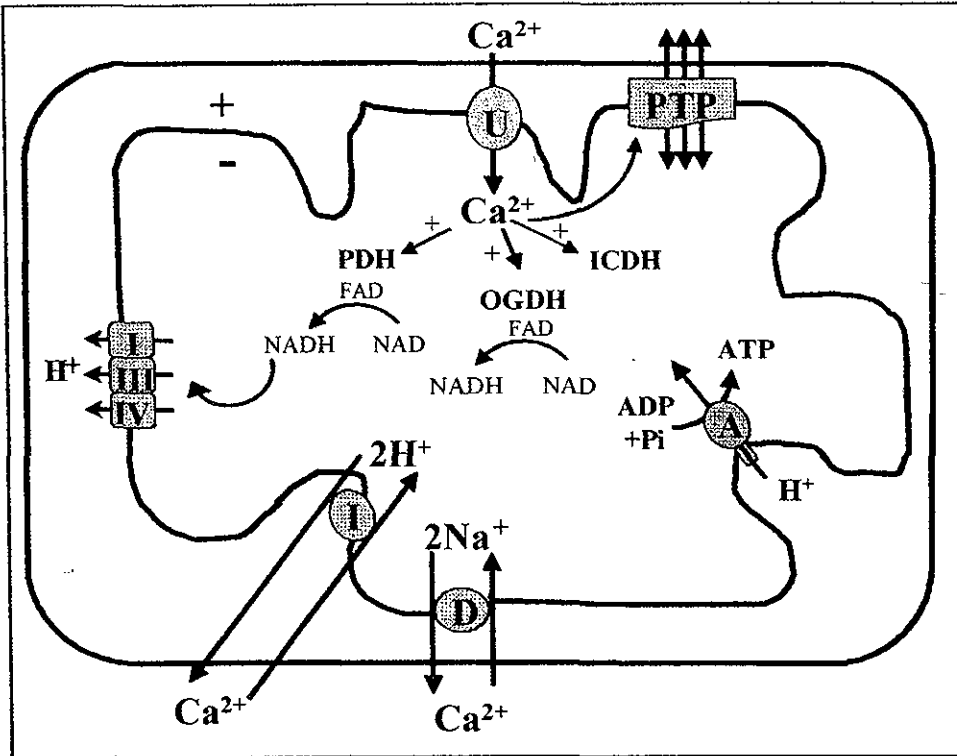 Ca²⁺
PTP
+
U
-
Ca²⁺
+ +
PDH + ICDH
FAD OGDH
FAD
NADH NAD
I
H⁺ III
IV
NADH NAD
ATP
ADP
+Pi
A
H⁺
2H⁺
I
2Na⁺
D
Ca²⁺ Ca²⁺